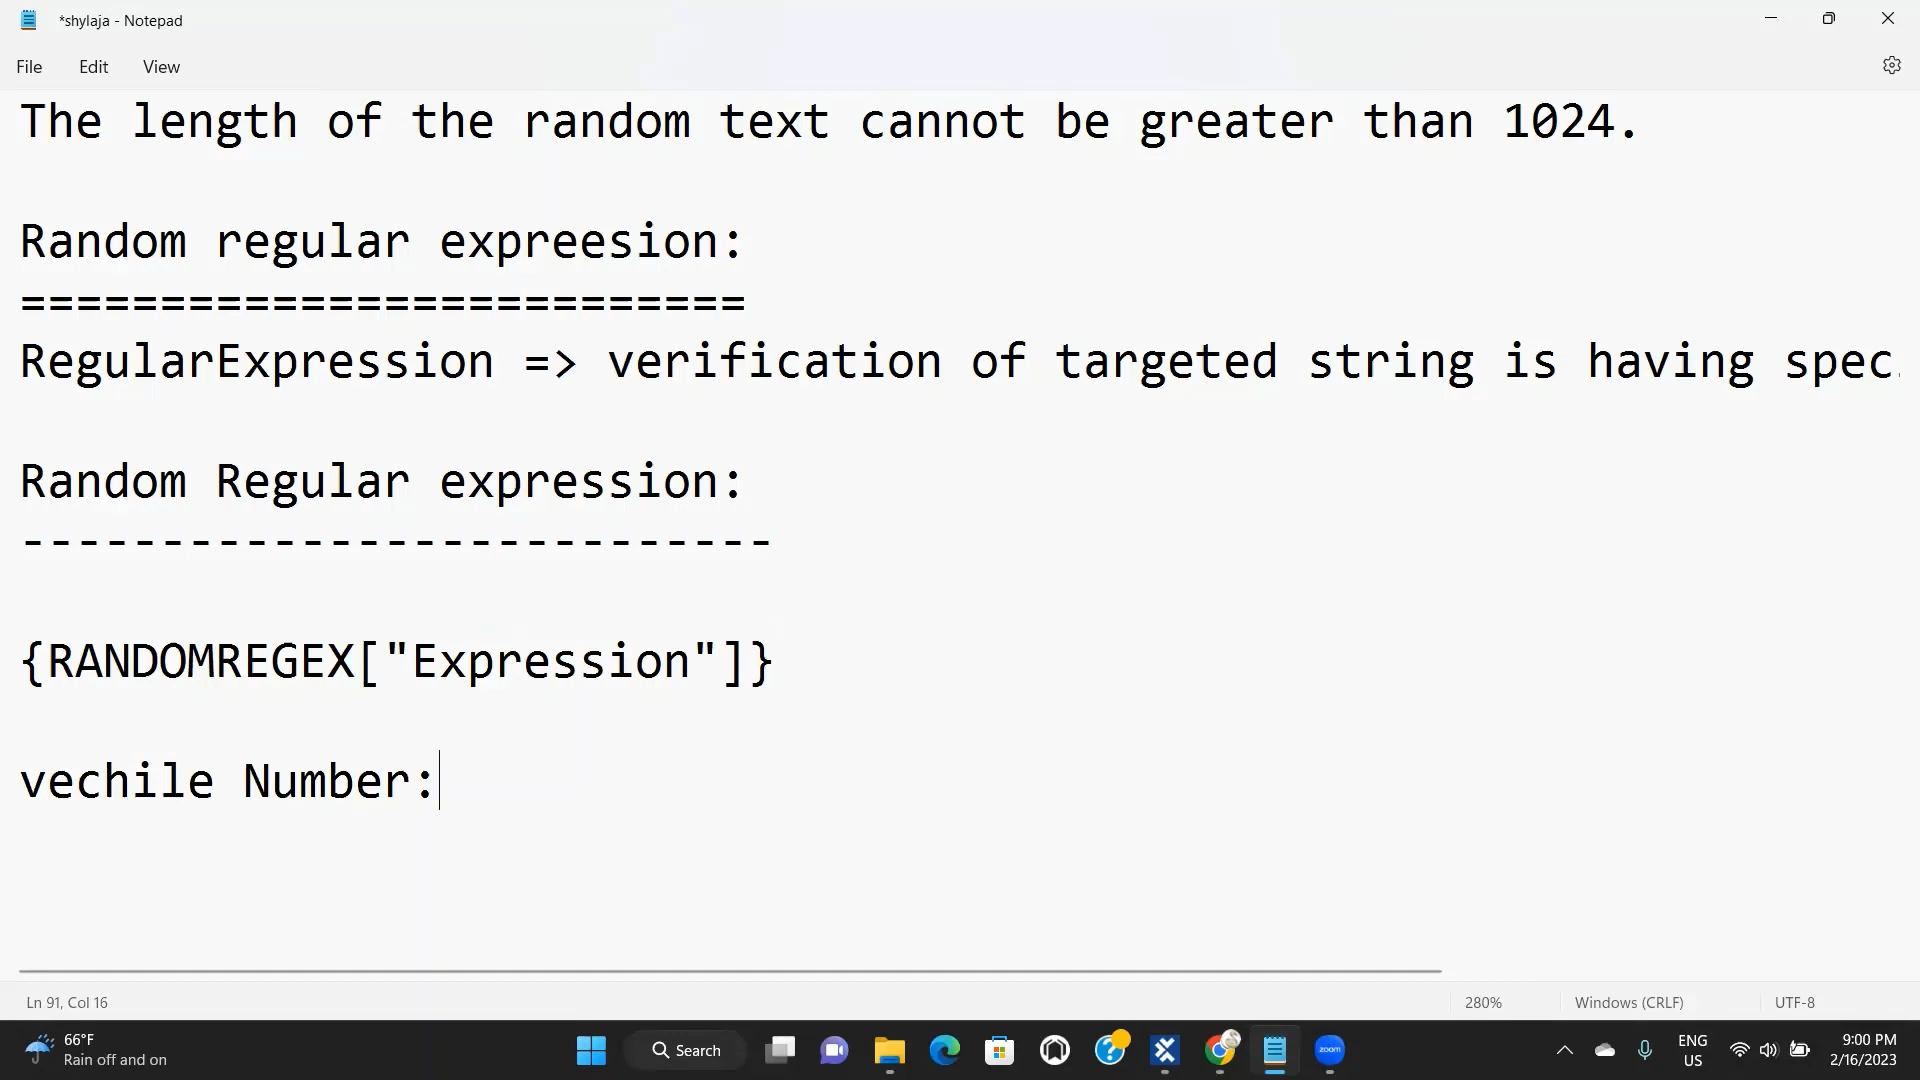 *shylaja - Notepad
File Edit View
The length of the random text cannot be greater than 1024.
Random regular expreesion:
==========================
RegularExpression => verification of targeted string is having spec
Random Regular expression:
---------------------------
{RANDOMREGEX["Expression"]}
vechile Number:
Ln 91, Col 16 280% Windows (CRLF) UTF-8
66°F
Rain off and on
Search
zoom
ENG
US
9:00 PM
2/16/2023